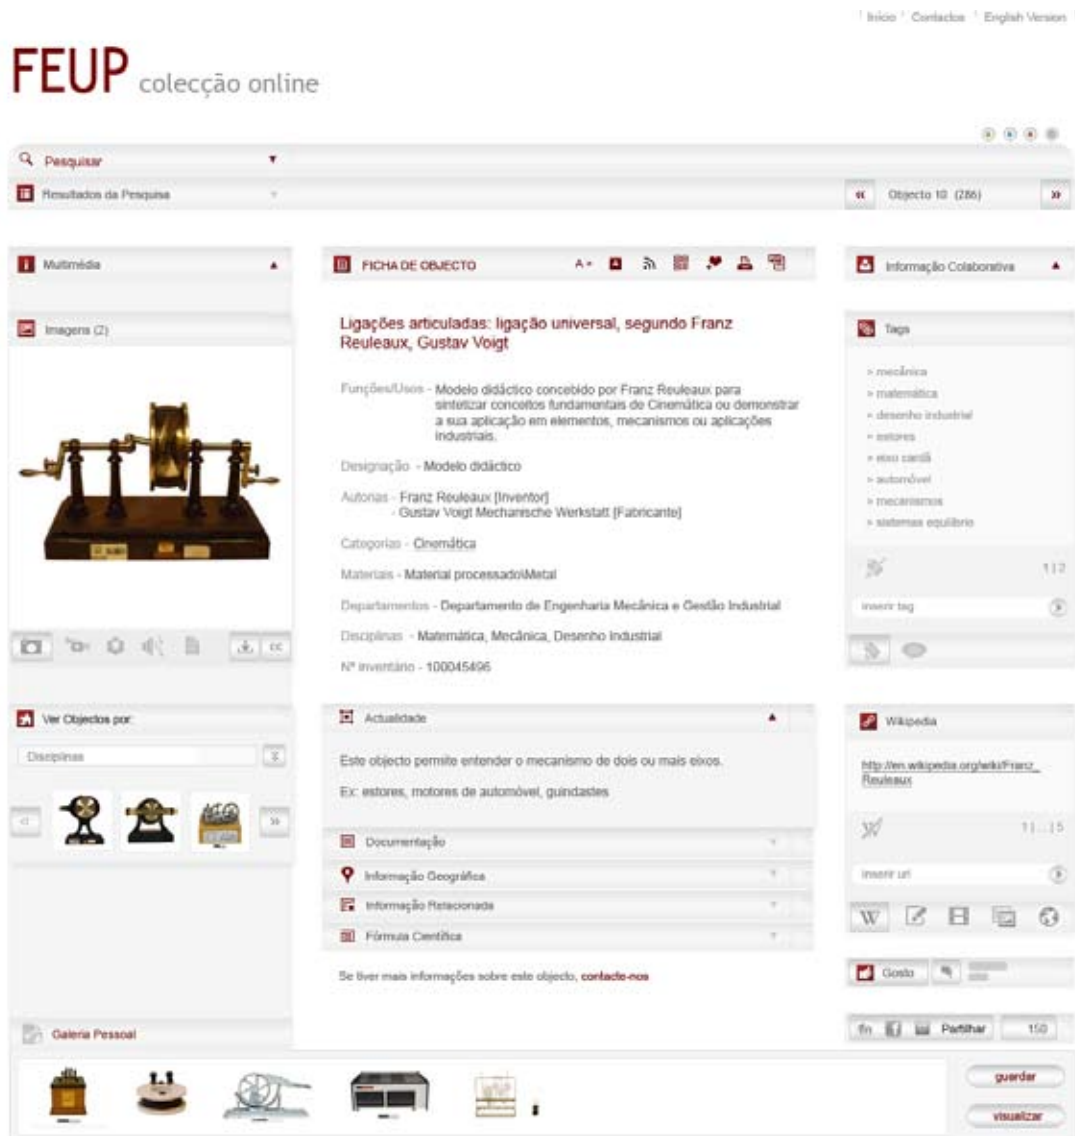 Início Contactos English Version
FEUP colecção online
Pesquisar
Resultados da Pesquisa
Objecto 10 (286)
Multimédia
FICHA DE OBJECTO
A+
Informação Colaborativa
Imagens (2)
Ligações articuladas: ligação universal, segundo Franz
Reuleaux, Gustav Voigt
Tags
Funções/Usos - Modelo didáctico concebido por Franz Reuleaux para
sintetizar conceitos fundamentais de Cinemática ou demonstrar
a sua aplicação em elementos, mecanismos ou aplicações
industriais.
Designação - Modelo didáctico
Autorias - Franz Reuleaux [Inventor]
- Gustav Voigt Mechanische Werkstatt [Fabricante]
Categorias - Cinemática
Materiais - Material processado\Metal
Departamentos - Departamento de Engenharia Mecânica e Gestão Industrial
Disciplinas - Matemática, Mecânica, Desenho Industrial
Nº Inventário - 100045496
» mecânica
» matemática
» desenho industrial
» estores
» eixo cardã
» automóvel
» mecanismos
» sistemas equilíbrio
1 | 2
inserir tag
cc
Ver Objectos por:
Disciplinas
Actualidade
Este objecto permite entender o mecanismo de dois ou mais eixos.
Ex: estores, motores de automóvel, guindastes
Documentação
Informação Geográfica
Informação Relacionada
Fórmula Científica
Se tiver mais informações sobre este objecto, contacte-nos
Wikipedia
http://en.wikipedia.org/wiki/Franz_
Reuleaux
W
1 | ... | 5
inserir url
W
Gosto
Partilhar 150
Galeria Pessoal
guardar
visualizar